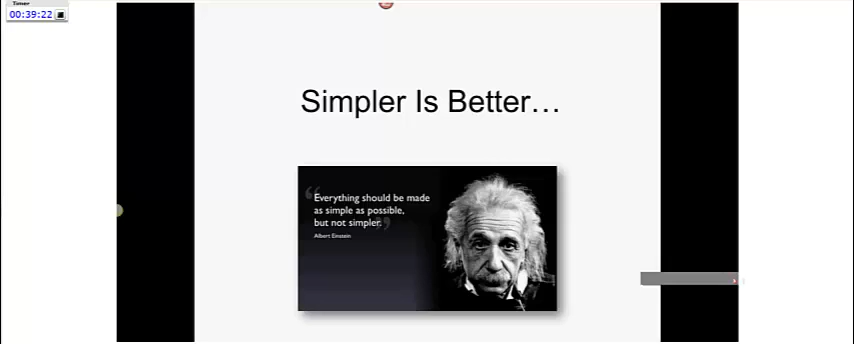 Timer
00:39:22
Simpler Is Better…
“Everything should be made
as simple as possible,
but not simpler.”
Albert Einstein